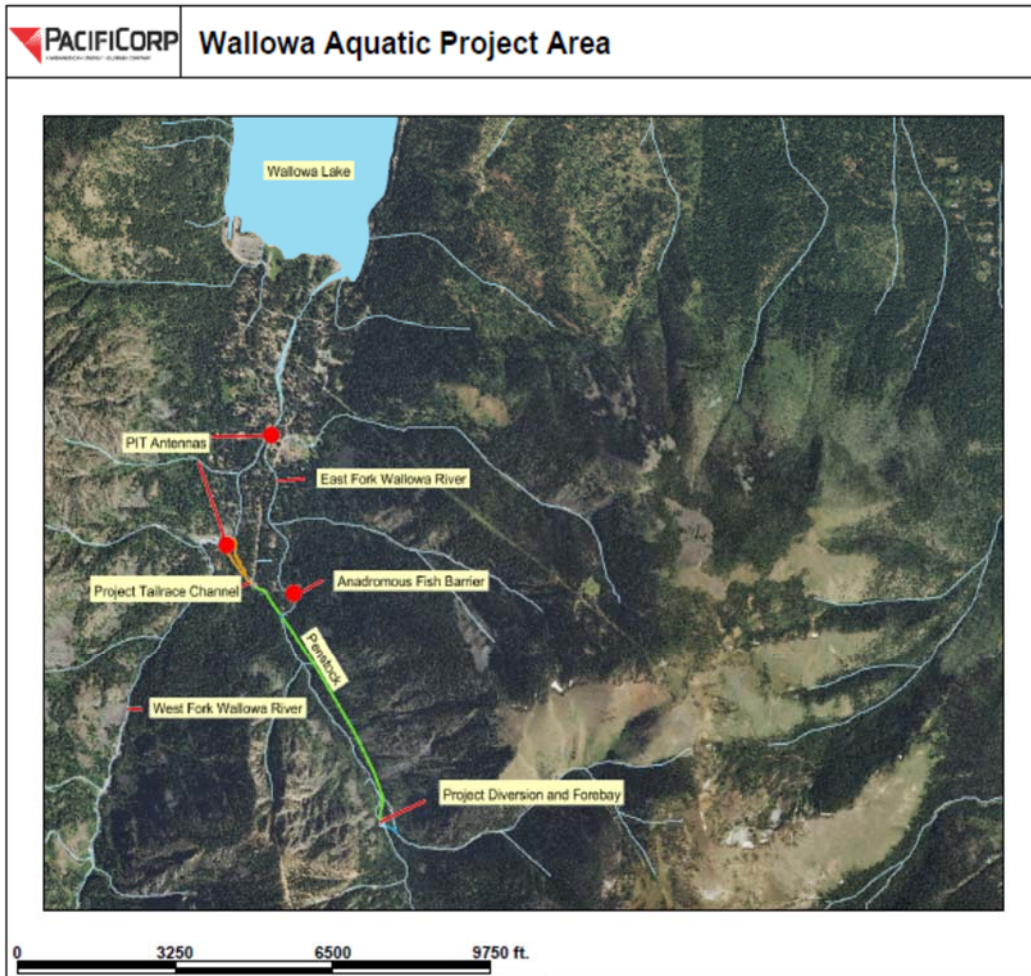 PACIFICORP
Wallowa Aquatic Project Area
Wallowa Lake
PIT Antennas
East Fork Wallowa River
Anadromous Fish Barrier
Project Tailrace Channel
Penstock
West Fork Wallowa River
Project Diversion and Forebay
0 3250 6500 9750 ft.